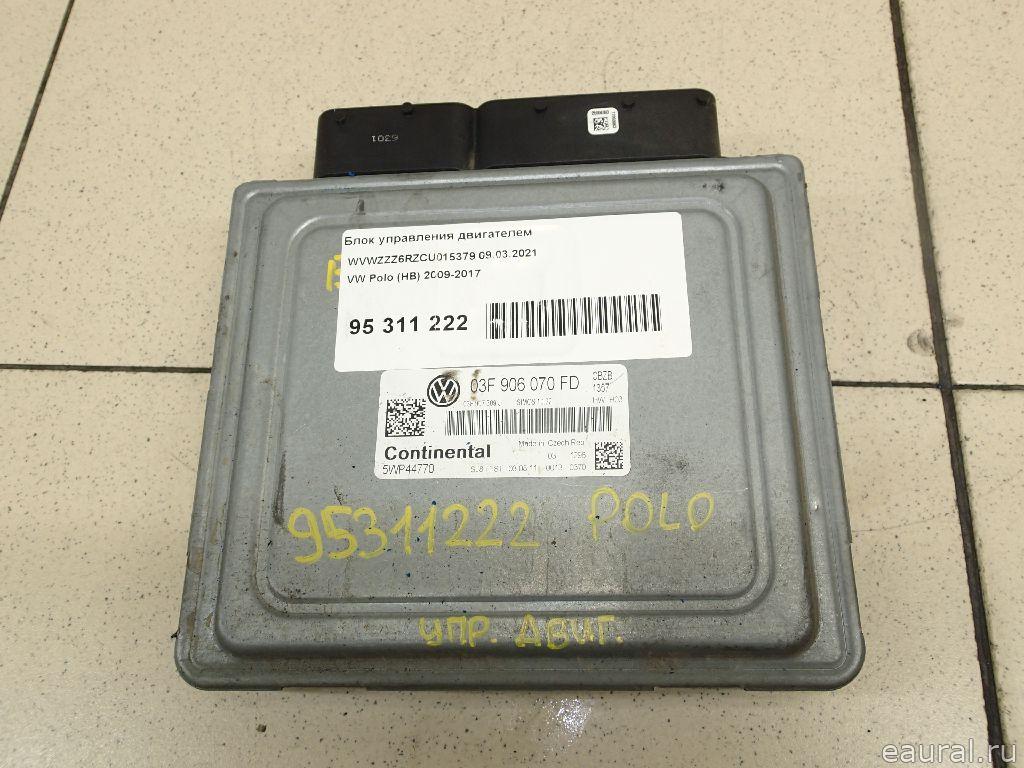 6301
Блок управления двигателем
WVWZZZ6RZCU015379 09.03.2021
VW Polo (HB) 2009-2017
95 311 222
03F 906 070 FD
CBZB
Made in Czech Rep
Continental
5WP44770
95311222 POLO
упр. двиг.
eaural.ru